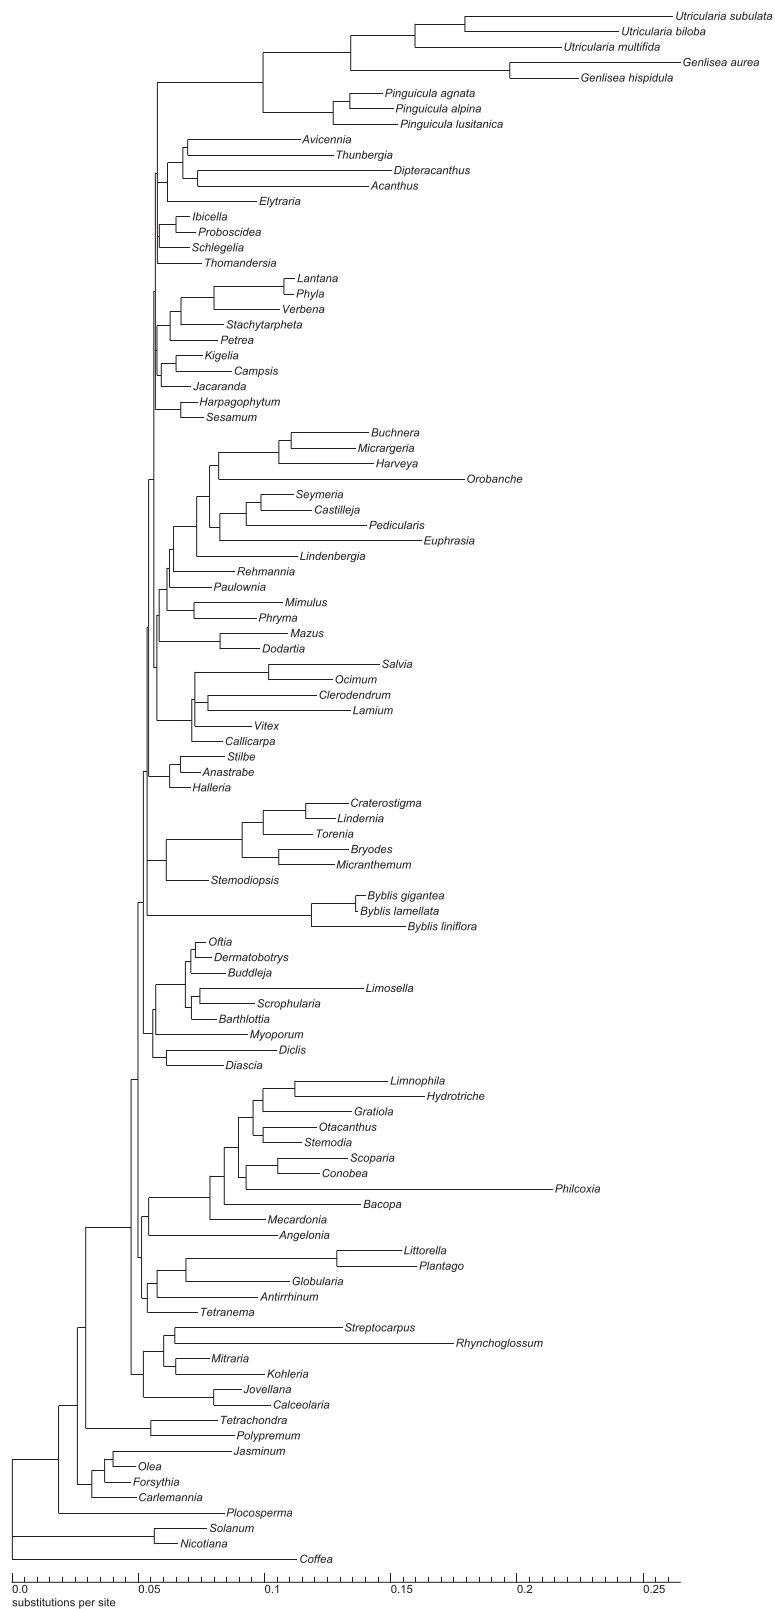 Utricularia subulata
Utricularia biloba
Utricularia multifida
Genlisea aurea
Genlisea hispidula
Pinguicula agnata
Pinguicula alpina
Pinguicula lusitanica
Avicennia
Thunbergia
Dipteracanthus
Acanthus
Elytraria
Ibicella
Proboscidea
Schlegelia
Thomandersia
Lantana
Phyla
Verbena
Stachytarpheta
Petrea
Kigelia
Campsis
Jacaranda
Harpagophytum
Sesamum
Buchnera
Micrargeria
Harveya
Orobanche
Seymeria
Castilleja
Pedicularis
Euphrasia
Lindenbergia
Rehmannia
Paulownia
Mimulus
Phryma
Mazus
Dodartia
Salvia
Ocimum
Clerodendrum
Lamium
Vitex
Callicarpa
Stilbe
Anastrabe
Halleria
Craterostigma
Lindernia
Torenia
Bryodes
Micranthemum
Stemodiopsis
Byblis gigantea
Byblis lamellata
Byblis liniflora
Oftia
Dermatobotrys
Buddleja
Limosella
Scrophularia
Barthlottia
Myoporum
Diclis
Diascia
Limnophila
Hydrotriche
Gratiola
Otacanthus
Stemodia
Scoparia
Conobea
Philcoxia
Bacopa
Mecardonia
Angelonia
Littorella
Plantago
Globularia
Antirrhinum
Tetranema
Streptocarpus
Rhynchoglossum
Mitraria
Kohleria
Jovellana
Calceolaria
Tetrachondra
Polypremum
Jasminum
Olea
Forsythia
Carlemannia
Plocosperma
Solanum
Nicotiana
Coffea
0.0 0.05 0.1 0.15 0.2 0.25
substitutions per site